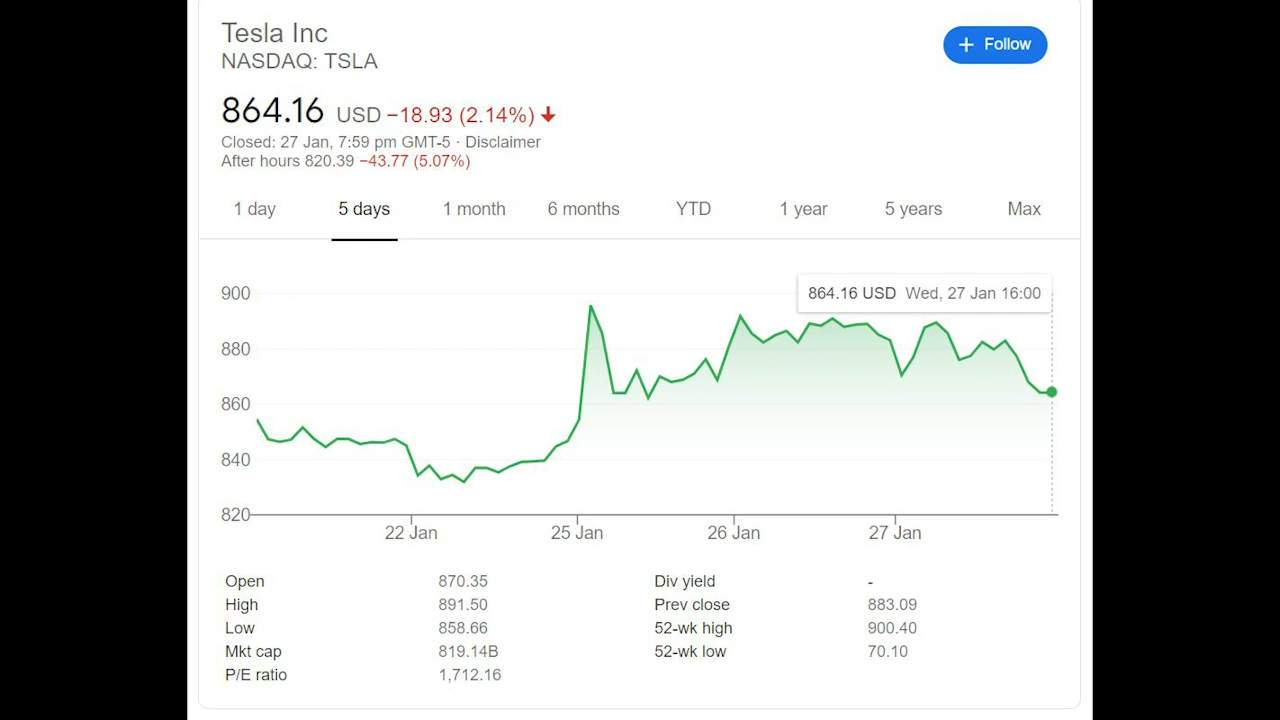 Tesla Inc
NASDAQ: TSLA
+ Follow
864.16 USD −18.93 (2.14%) ↓
Closed: 27 Jan, 7:59 pm GMT-5 · Disclaimer
After hours 820.39 −43.77 (5.07%)
1 day 5 days 1 month 6 months YTD 1 year 5 years Max
864.16 USD Wed, 27 Jan 16:00
900
880
860
840
820
22 Jan 25 Jan 26 Jan 27 Jan
Open 870.35 Div yield -
High 891.50 Prev close 883.09
Low 858.66 52-wk high 900.40
Mkt cap 819.14B 52-wk low 70.10
P/E ratio 1,712.16